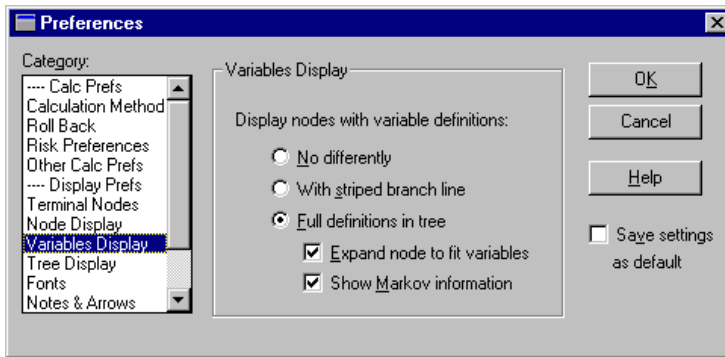 Preferences
Category:
---- Calc Prefs
Calculation Method
Roll Back
Risk Preferences
Other Calc Prefs
---- Display Prefs
Terminal Nodes
Node Display
Variables Display
Tree Display
Fonts
Notes & Arrows
Variables Display
Display nodes with variable definitions:
No differently
With striped branch line
Full definitions in tree
Expand node to fit variables
Show Markov information
OK
Cancel
Help
Save settings
as default